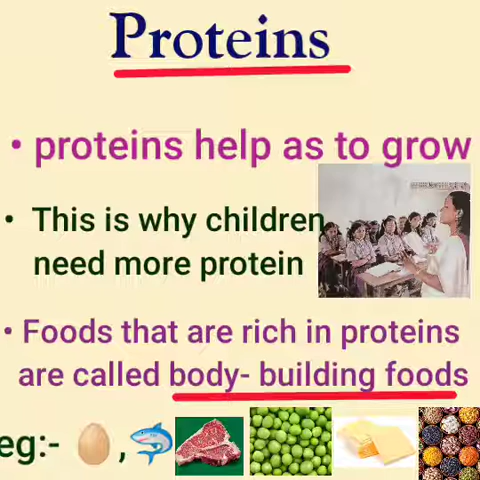 Proteins
• proteins help as to grow
• This is why children
need more protein
• Foods that are rich in proteins
are called body- building foods
eg:- ,